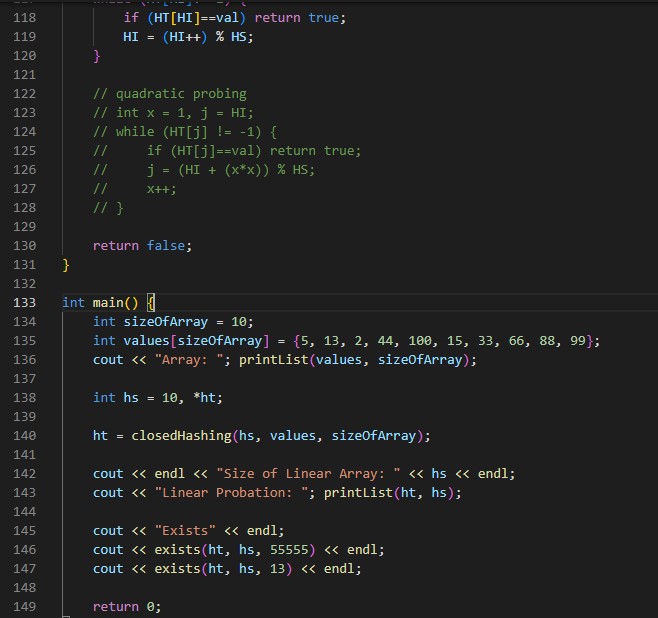 118 if (HT[HI]==val) return true;
119 HI = (HI++) % HS;
120 }
121
122 // quadratic probing
123 // int x = 1, j = HI;
124 // while (HT[j] != -1) {
125 //     if (HT[j]==val) return true;
126 //     j = (HI + (x*x)) % HS;
127 //     x++;
128 // }
129
130 return false;
131 }
132
133 int main() {
134 int sizeOfArray = 10;
135 int values[sizeOfArray] = {5, 13, 2, 44, 100, 15, 33, 66, 88, 99};
136 cout << "Array: "; printList(values, sizeOfArray);
137
138 int hs = 10, *ht;
139
140 ht = closedHashing(hs, values, sizeOfArray);
141
142 cout << endl << "Size of Linear Array: " << hs << endl;
143 cout << "Linear Probation: "; printList(ht, hs);
144
145 cout << "Exists" << endl;
146 cout << exists(ht, hs, 55555) << endl;
147 cout << exists(ht, hs, 13) << endl;
148
149 return 0;